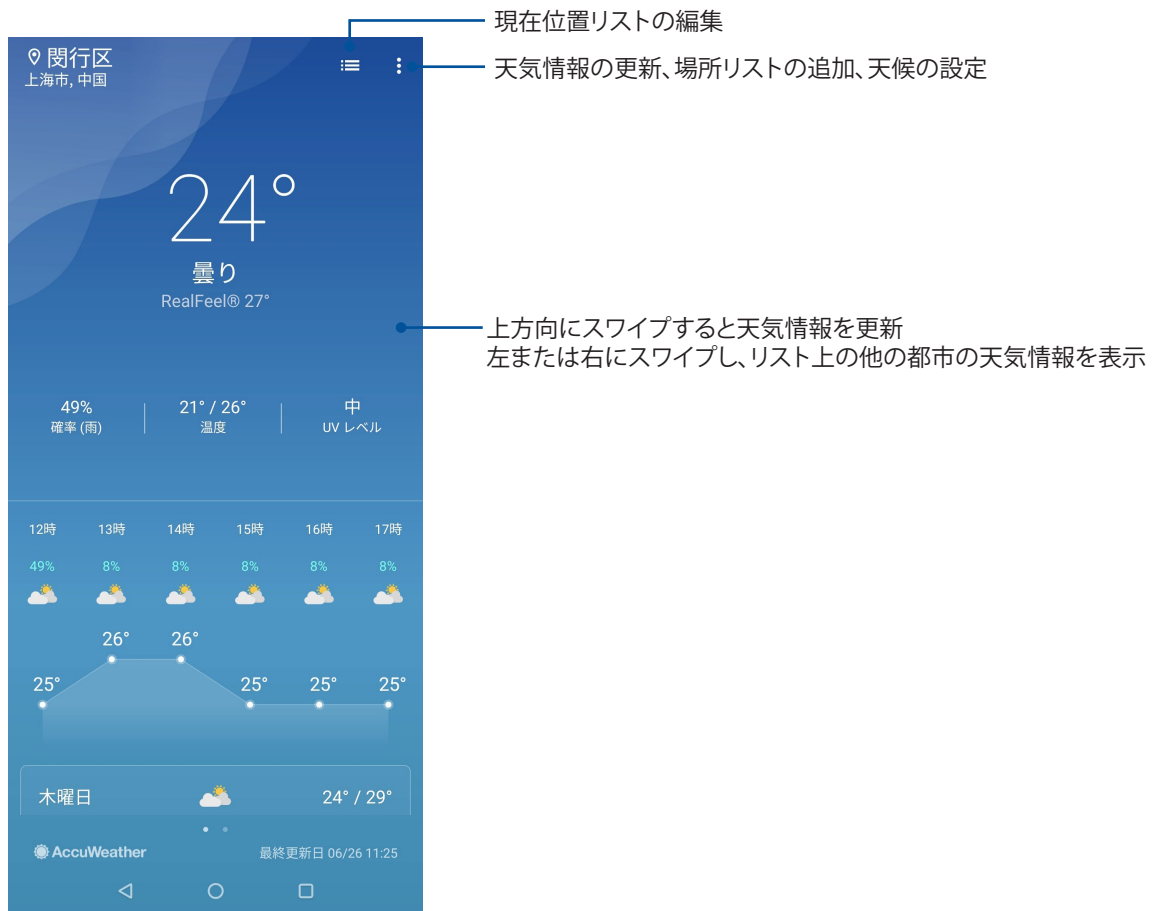 現在位置リストの編集
閔行区
上海市, 中国
天気情報の更新、場所リストの追加、天候の設定
24°
曇り
RealFeel® 27°
上方向にスワイプすると天気情報を更新
左または右にスワイプし、リスト上の他の都市の天気情報を表示
49% 21° / 26° 中
確率 (雨) 温度 UV レベル
12時 13時 14時 15時 16時 17時
49% 8% 8% 8% 8% 8%
26° 26°
25° 25° 25° 25°
木曜日 24° / 29°
AccuWeather 最終更新日 06/26 11:25